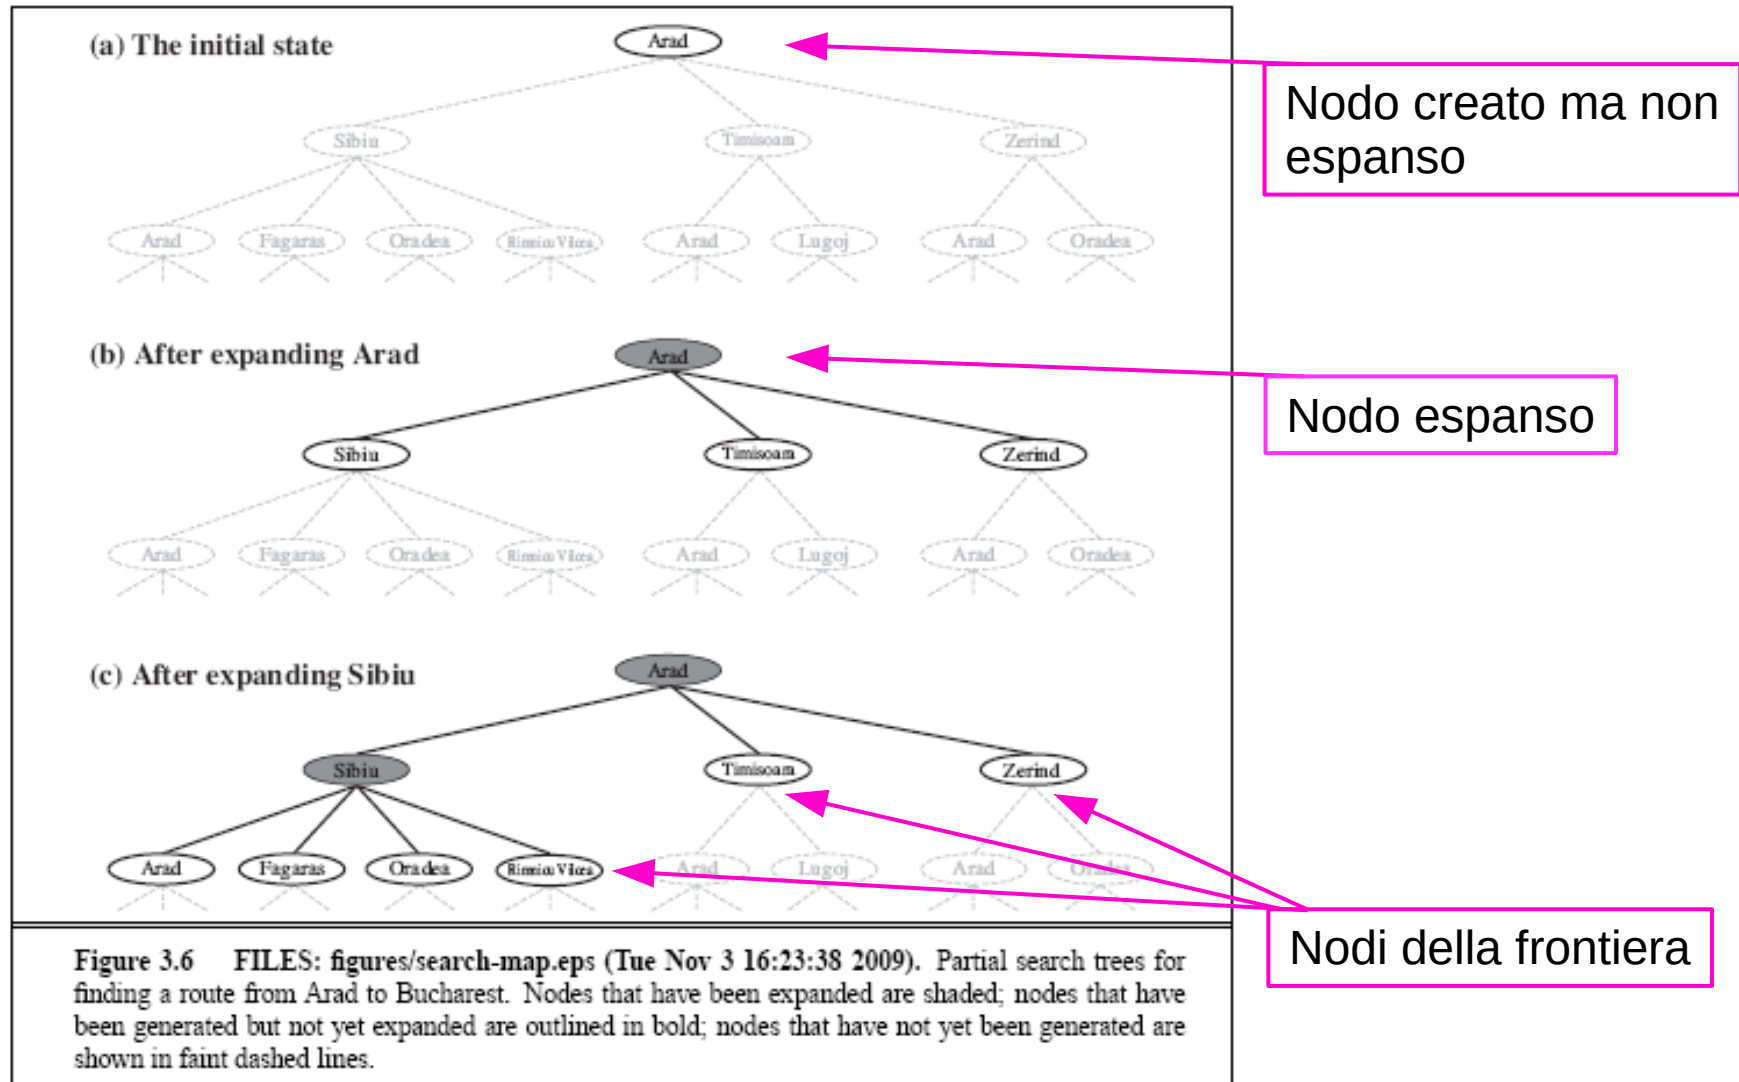 (a) The initial state
Arad
Nodo creato ma non
espanso
Sibiu Timisoara Zerind
Arad Fagaras Oradea Rimnicu Vilcea Arad Lugoj Arad Oradea
(b) After expanding Arad
Arad
Nodo espanso
Sibiu Timisoara Zerind
Arad Fagaras Oradea Rimnicu Vilcea Arad Lugoj Arad Oradea
(c) After expanding Sibiu
Arad
Sibiu Timisoara Zerind
Arad Fagaras Oradea Rimnicu Vilcea Arad Lugoj Arad Oradea
Nodi della frontiera
Figure 3.6 FILES: figures/search-map.eps (Tue Nov 3 16:23:38 2009). Partial search trees for
finding a route from Arad to Bucharest. Nodes that have been expanded are shaded; nodes that have
been generated but not yet expanded are outlined in bold; nodes that have not yet been generated are
shown in faint dashed lines.